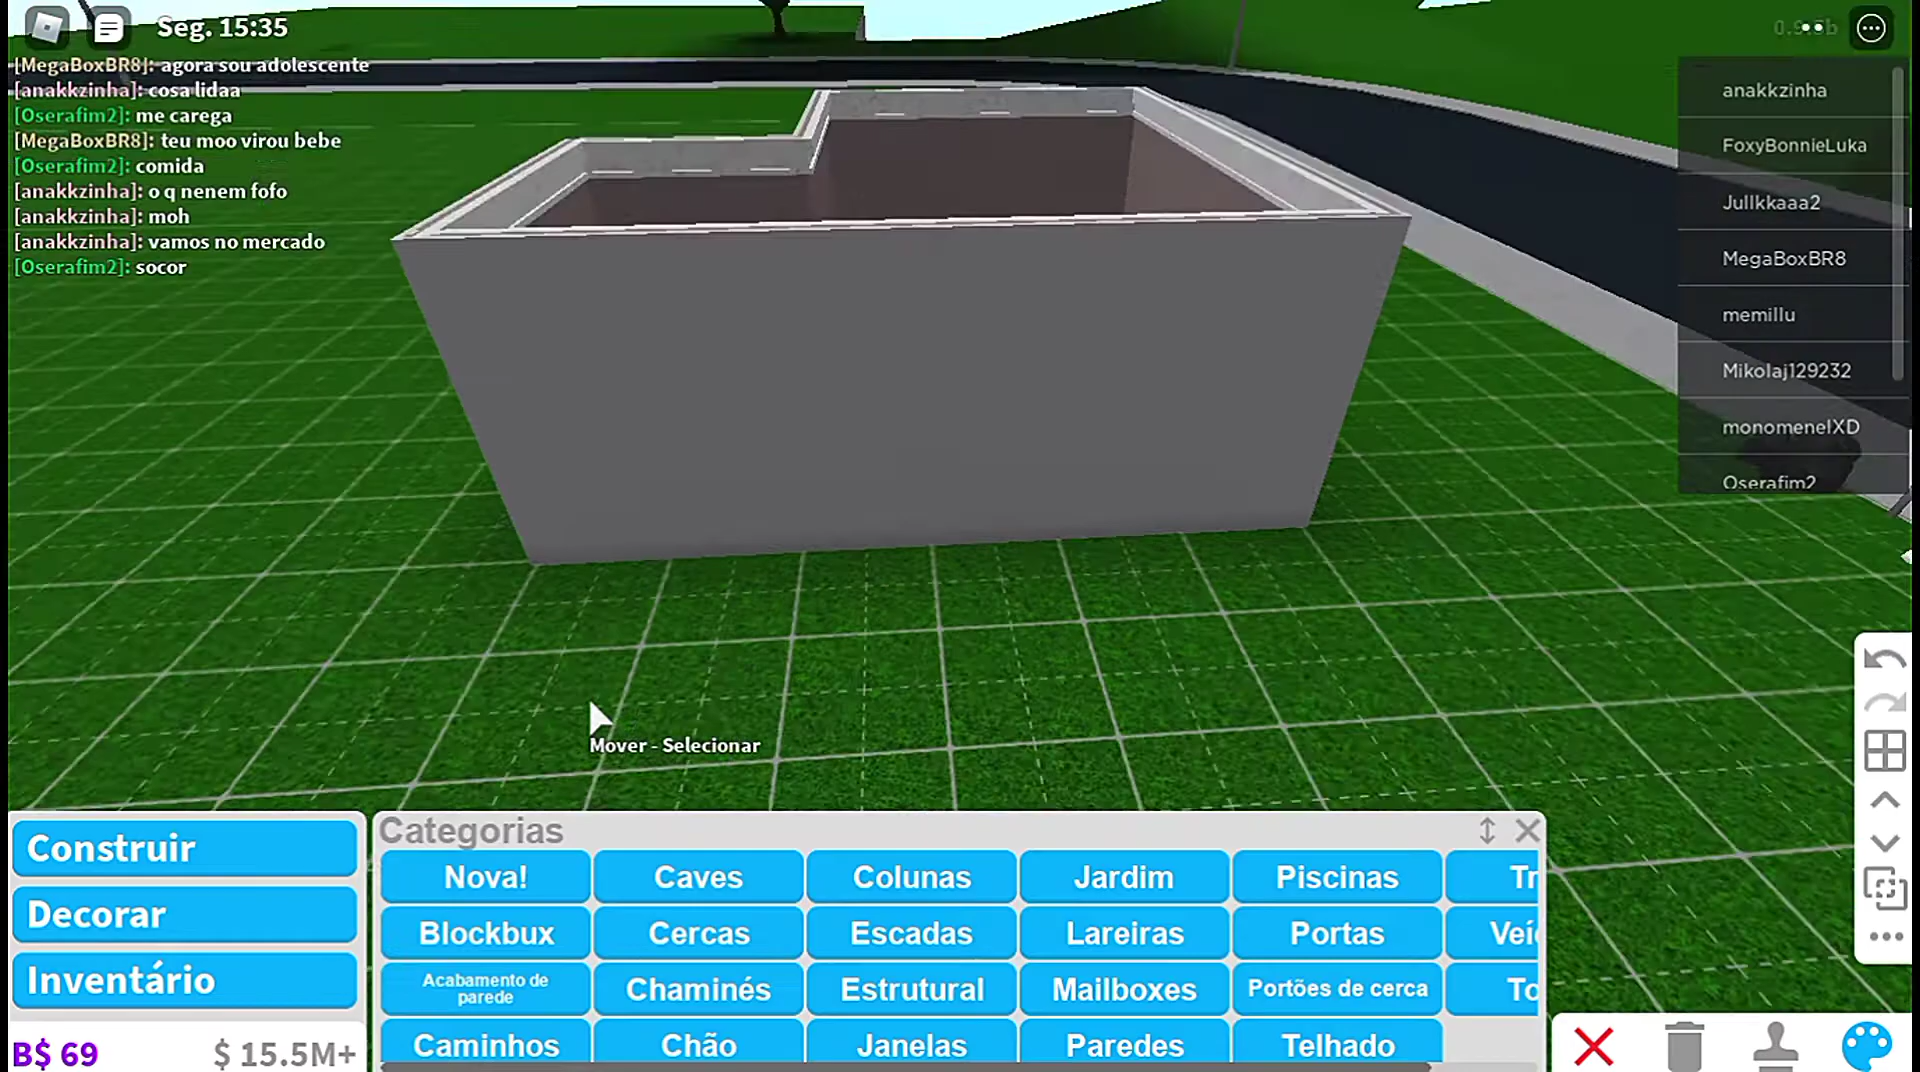 Seg. 15:35
[MegaBoxBR8]: agora sou adolescente
[anakkzinha]: cosa lidaa
[Oserafim2]: me carega
[MegaBoxBR8]: teu moo virou bebe
[Oserafim2]: comida
[anakkzinha]: o q nenem fofo
[anakkzinha]: moh
[anakkzinha]: vamos no mercado
[Oserafim2]: socor
anakkzinha
FoxyBonnieLuka
Jullkkaaa2
MegaBoxBR8
memillu
Mikolaj129232
monomenelXD
Oserafim2
Mover - Selecionar
Construir
Decorar
Inventário
B$ 69
$ 15.5M+
Categorias
Nova! Caves Colunas Jardim Piscinas Tr
Blockbux Cercas Escadas Lareiras Portas Veíc
Acabamento de
parede
Chaminés Estrutural Mailboxes Portões de cerca To
Caminhos Chão Janelas Paredes Telhado